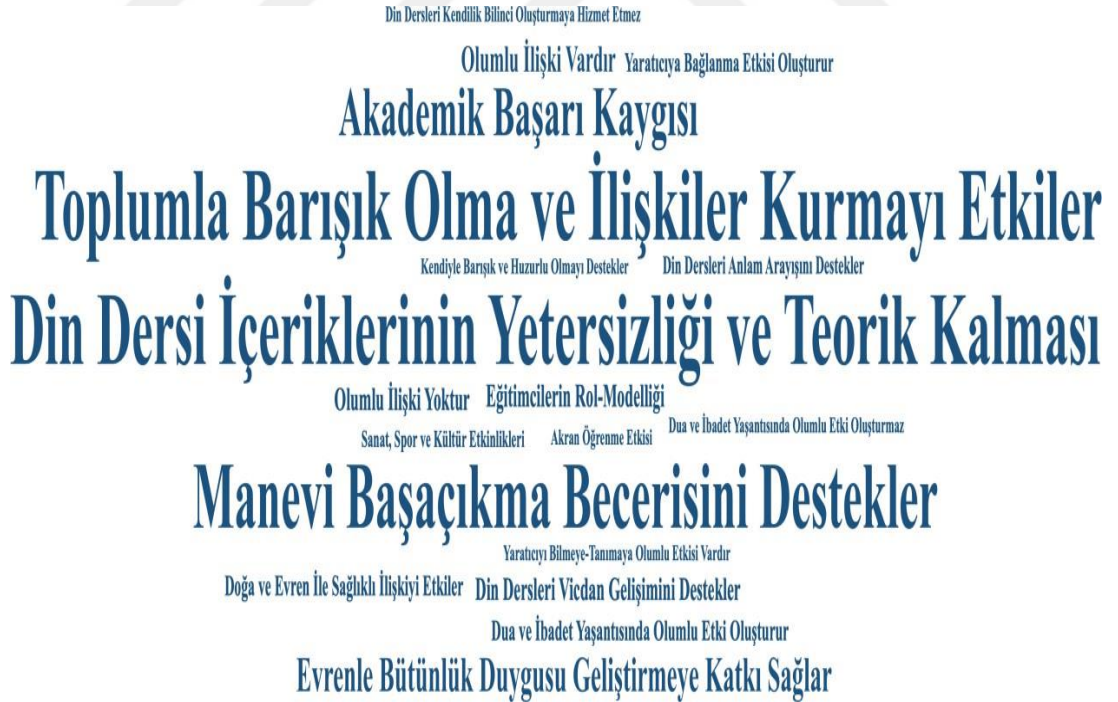 Din Dersleri Kendilik Bilinci Oluşturmaya Hizmet Etmez
Olumlu İlişki Vardır
Yaratıcıya Bağlanma Etkisi Oluşturur
Akademik Başarı Kaygısı
Toplumla Barışık Olma ve İlişkiler Kurmayı Etkiler
Kendiyle Barışık ve Huzurlu Olmayı Destekler
Din Dersleri Anlam Arayışını Destekler
Din Dersi İçeriklerinin Yetersizliği ve Teorik Kalması
Olumlu İlişki Yoktur
Eğitimcilerin Rol-Modelliği
Dua ve İbadet Yaşantısında Olumlu Etki Oluşturmaz
Sanat, Spor ve Kültür Etkinlikleri
Akran Öğrenme Etkisi
Manevi Başaçıkma Becerisini Destekler
Yaratıcıyı Bilmeye-Tanımaya Olumlu Etkisi Vardır
Doğa ve Evren İle Sağlıklı İlişkiyi Etkiler
Din Dersleri Vicdan Gelişimini Destekler
Dua ve İbadet Yaşantısında Olumlu Etki Oluşturur
Evrenle Bütünlük Duygusu Geliştirmeye Katkı Sağlar